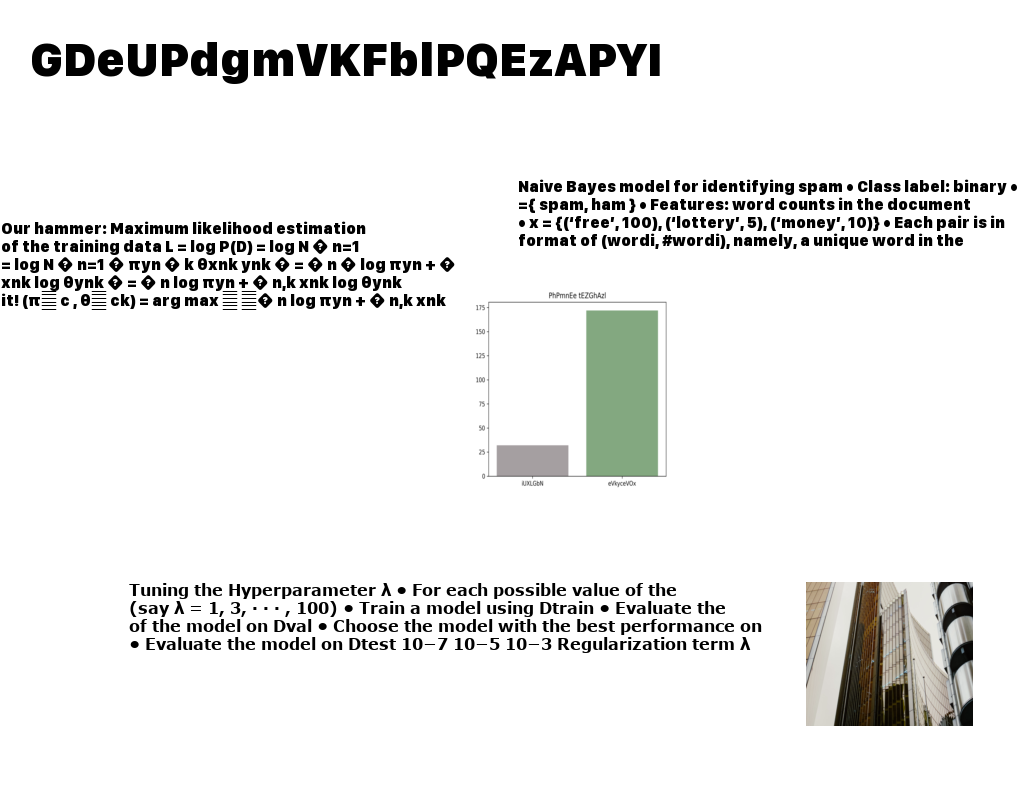 GDeUPdgmVKFblPQEzAPYI
Naive Bayes model for identifying spam • Class label: binary •
={ spam, ham } • Features: word counts in the document
• x = {(‘free’, 100), (‘lottery’, 5), (‘money’, 10)} • Each pair is in
format of (wordi, #wordi), namely, a unique word in the
Our hammer: Maximum likelihood estimation
of the training data L = log P(D) = log N � n=1
= log N � n=1 � πyn � k θxnk ynk � = � n � log πyn + �
xnk log θynk � = � n log πyn + � n,k xnk log θynk
it! (π c , θ ck) = arg max � n log πyn + � n,k xnk
PhPmnEe tEZGhAzl
175
150
125
100
75
50
25
0
iUXLGbN eVkyceVOx
Tuning the Hyperparameter λ • For each possible value of the
(say λ = 1, 3, · · · , 100) • Train a model using Dtrain • Evaluate the
of the model on Dval • Choose the model with the best performance on
• Evaluate the model on Dtest 10−7 10−5 10−3 Regularization term λ